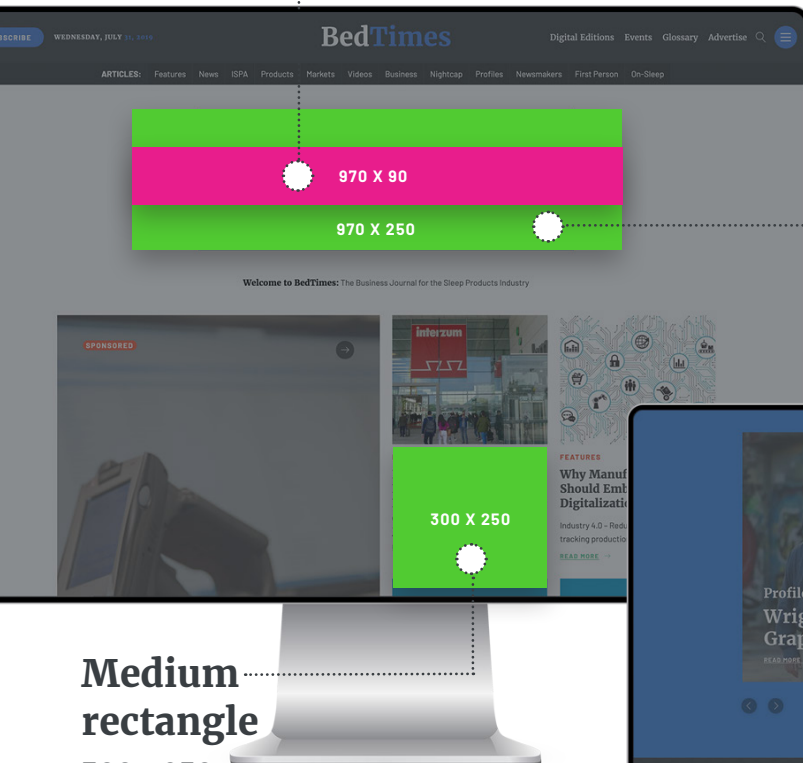 WEDNESDAY, JULY
BedTimes
Digital Editions Events Glossary Advertise
ARTICLES: Features News ISPA Products Markets Videos Business Nightcap Profiles Newsmakers First Person On-Sleep
970 X 90
970 X 250
Welcome to BedTimes: The Business Journal for the Sleep Products Industry
SPONSORED
interzum
FEATURES
Why Manuf
Should Emb
Digitalizati
Industry 4.0 – Redu
tracking productio
READ MORE
300 X 250
Profile
Wrig
Grap
READ MORE
Medium
rectangle